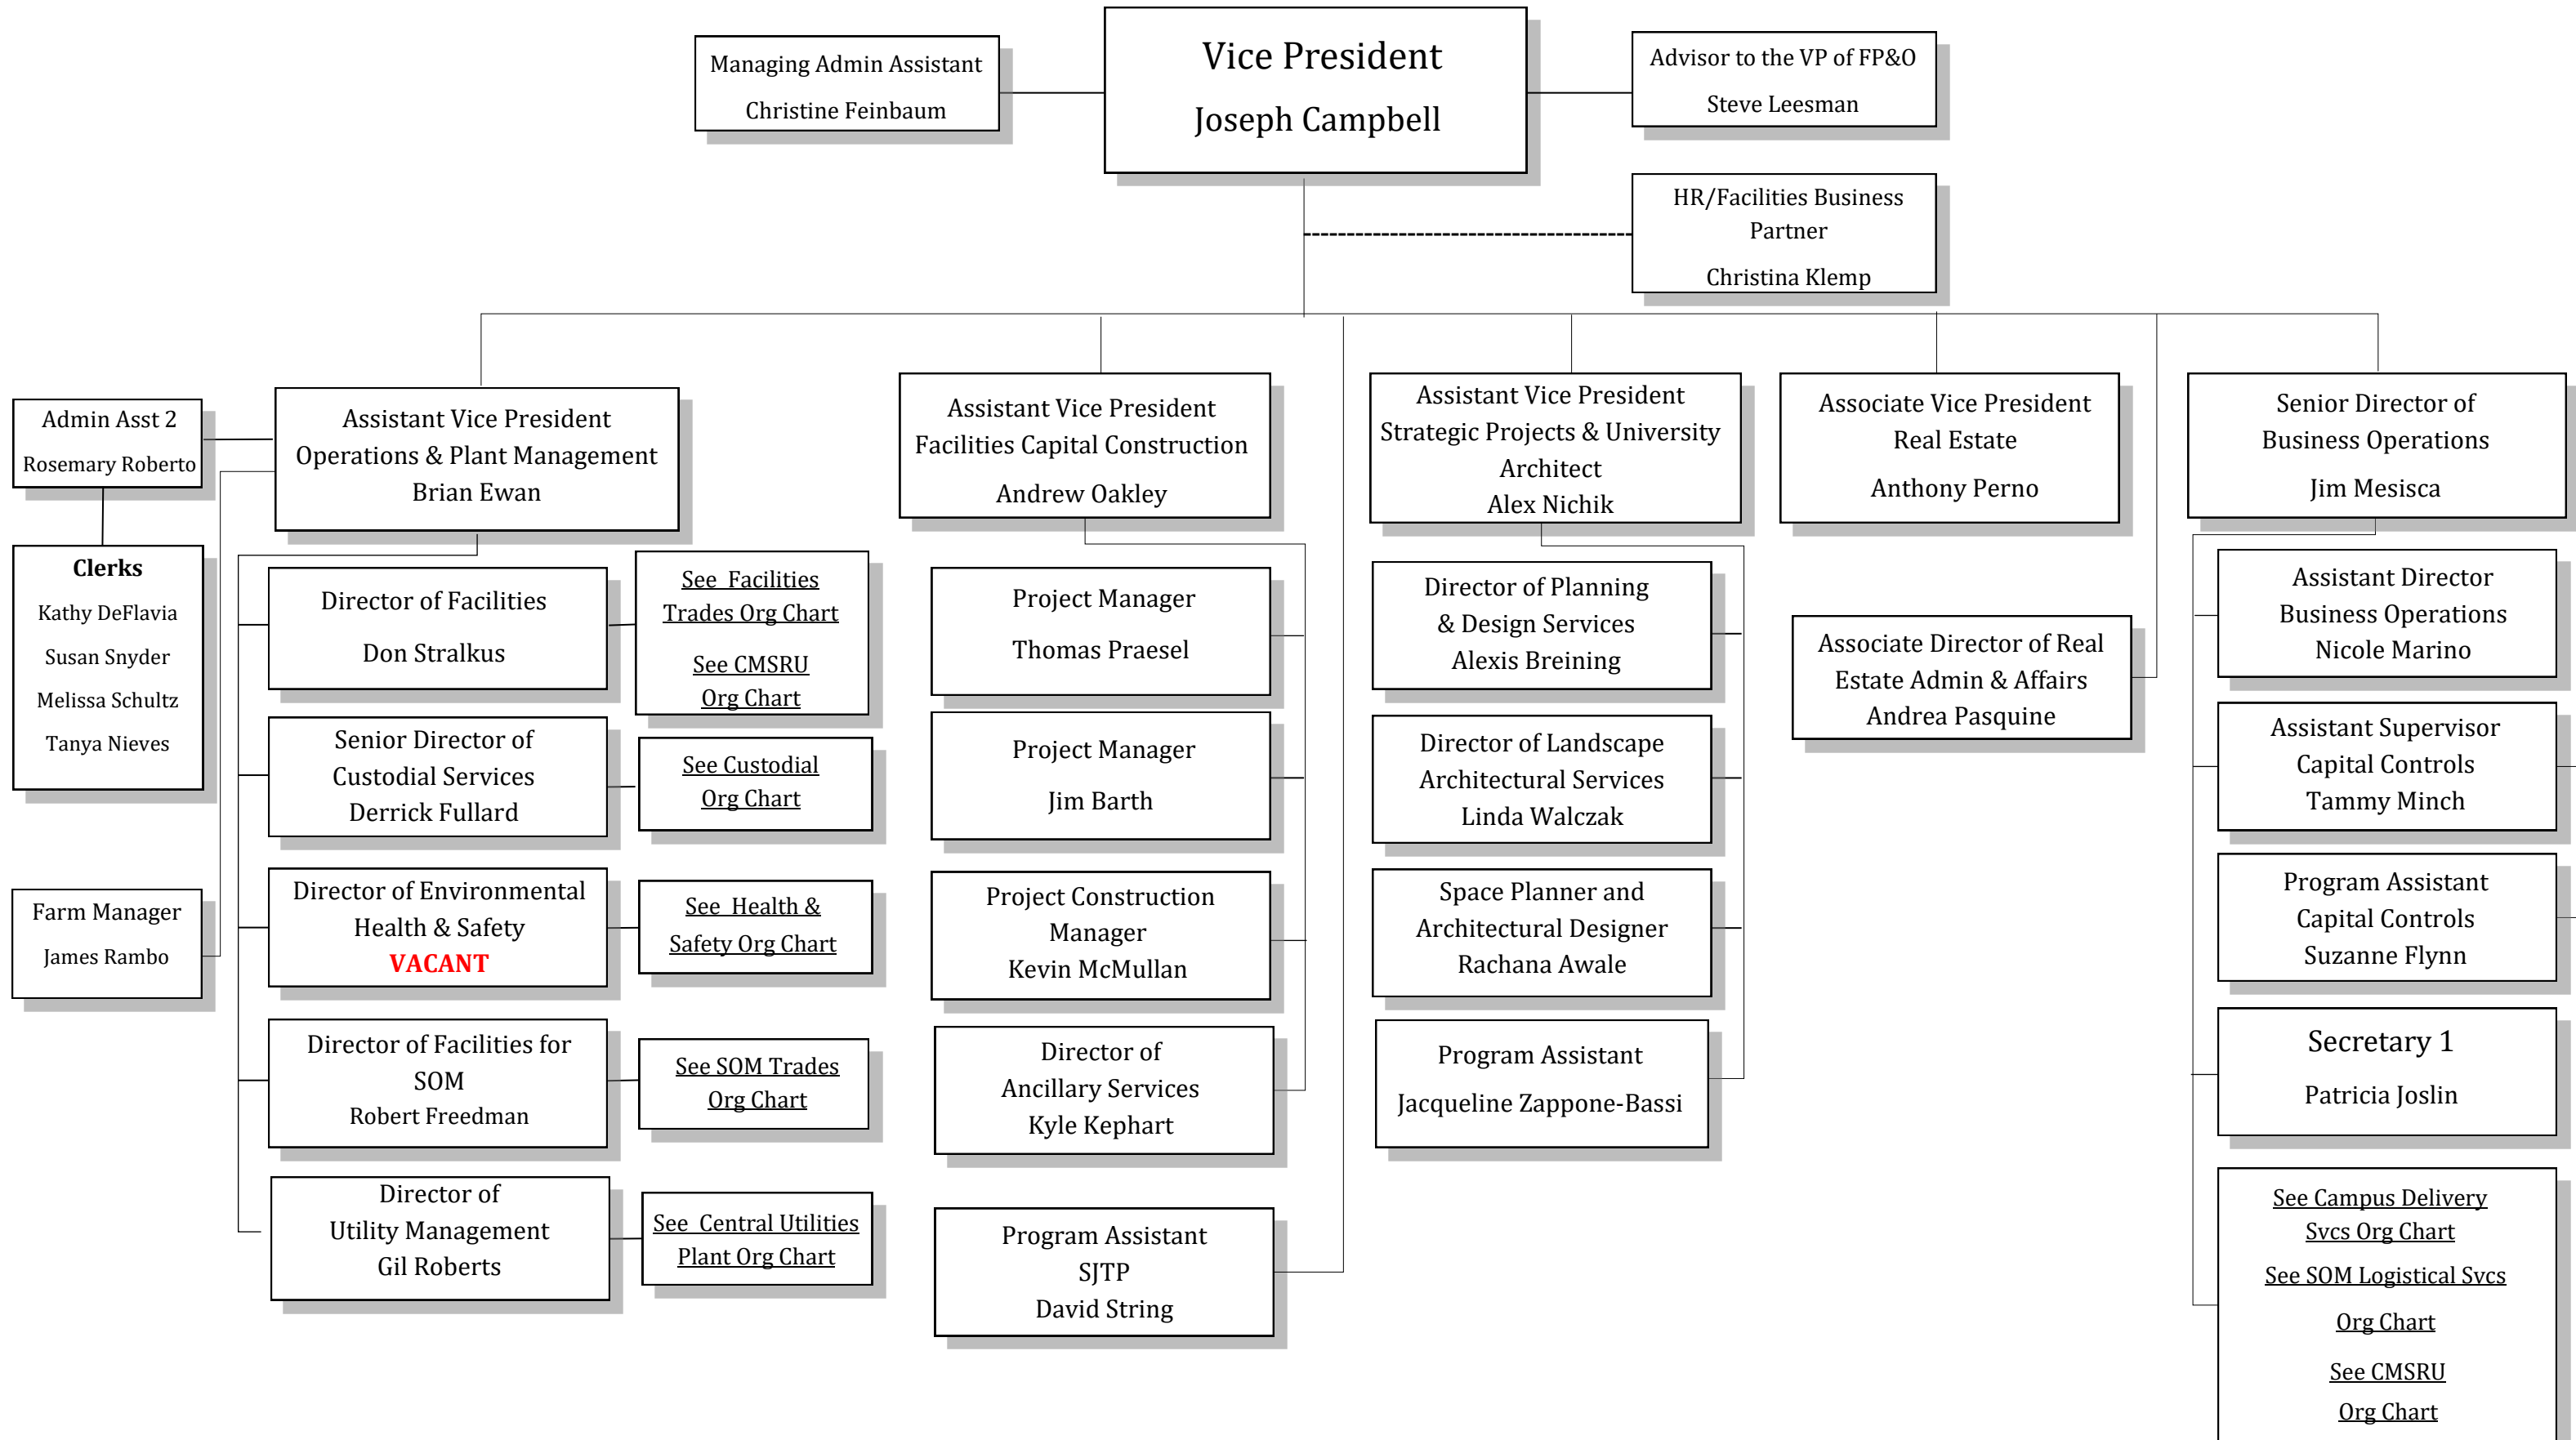 Vice President
Joseph Campbell
Managing Admin Assistant
Christine Feinbaum
Advisor to the VP of FP&O
Steve Leesman
HR/Facilities Business
Partner
Christina Klemp
Admin Asst 2
Rosemary Roberto
Clerks
Kathy DeFlavia
Susan Snyder
Melissa Schultz
Tanya Nieves
Farm Manager
James Rambo
Assistant Vice President
Operations & Plant Management
Brian Ewan
Director of Facilities
Don Stralkus
See Facilities
Trades Org Chart
See CMSRU
Org Chart
Senior Director of
Custodial Services
Derrick Fullard
See Custodial
Org Chart
Director of Environmental
Health & Safety
VACANT
See Health &
Safety Org Chart
Director of Facilities for
SOM
Robert Freedman
See SOM Trades
Org Chart
Director of
Utility Management
Gil Roberts
See Central Utilities
Plant Org Chart
Assistant Vice President
Facilities Capital Construction
Andrew Oakley
Project Manager
Thomas Praesel
Project Manager
Jim Barth
Project Construction
Manager
Kevin McMullan
Director of
Ancillary Services
Kyle Kephart
Program Assistant
SJTP
David String
Assistant Vice President
Strategic Projects & University
Architect
Alex Nichik
Director of Planning
& Design Services
Alexis Breining
Director of Landscape
Architectural Services
Linda Walczak
Space Planner and
Architectural Designer
Rachana Awale
Program Assistant
Jacqueline Zappone-Bassi
Associate Vice President
Real Estate
Anthony Perno
Associate Director of Real
Estate Admin & Affairs
Andrea Pasquine
Senior Director of
Business Operations
Jim Mesisca
Assistant Director
Business Operations
Nicole Marino
Assistant Supervisor
Capital Controls
Tammy Minch
Program Assistant
Capital Controls
Suzanne Flynn
Secretary 1
Patricia Joslin
See Campus Delivery
Svcs Org Chart
See SOM Logistical Svcs
Org Chart
See CMSRU
Org Chart